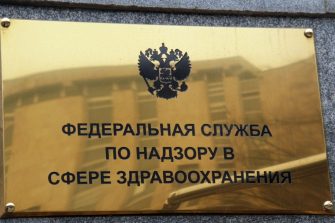 ФЕДЕРАЛЬНАЯ СЛУЖБА
ПО НАДЗОРУ В
СФЕРЕ ЗДРАВООХРАНЕНИЯ